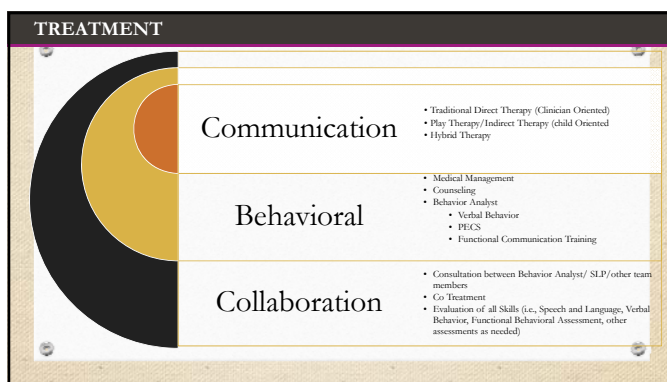 TREATMENT
Communication
• Traditional Direct Therapy (Clinician Oriented)
• Play Therapy/Indirect Therapy (child Oriented
• Hybrid Therapy
Behavioral
• Medical Management
• Counseling
• Behavior Analyst
• Verbal Behavior
• PECS
• Functional Communication Training
Collaboration
• Consultation between Behavior Analyst/ SLP/other team
members
• Co Treatment
• Evaluation of all Skills (i.e., Speech and Language, Verbal
Behavior, Functional Behavioral Assessment, other
assessments as needed)